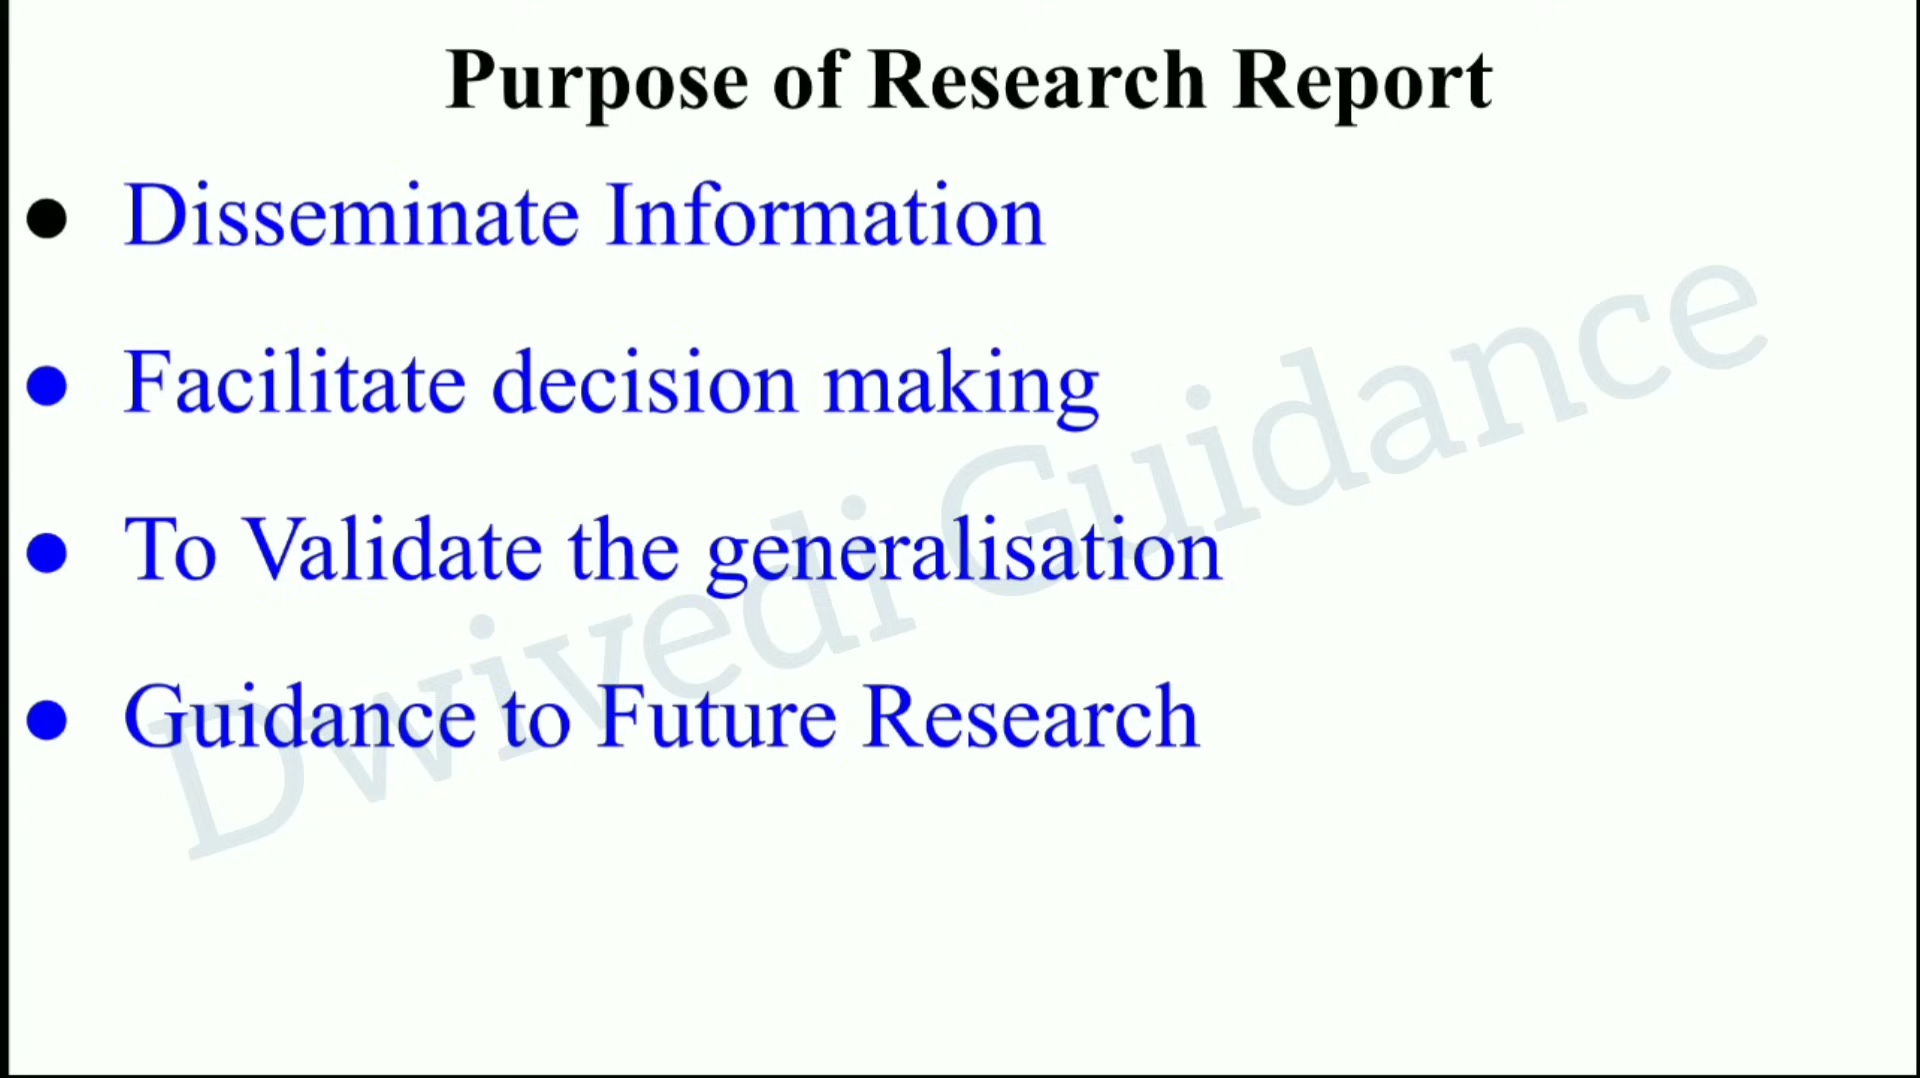 Purpose of Research Report
● Disseminate Information
● Facilitate decision making
● To Validate the generalisation
● Guidance to Future Research
Dwivedi Guidance